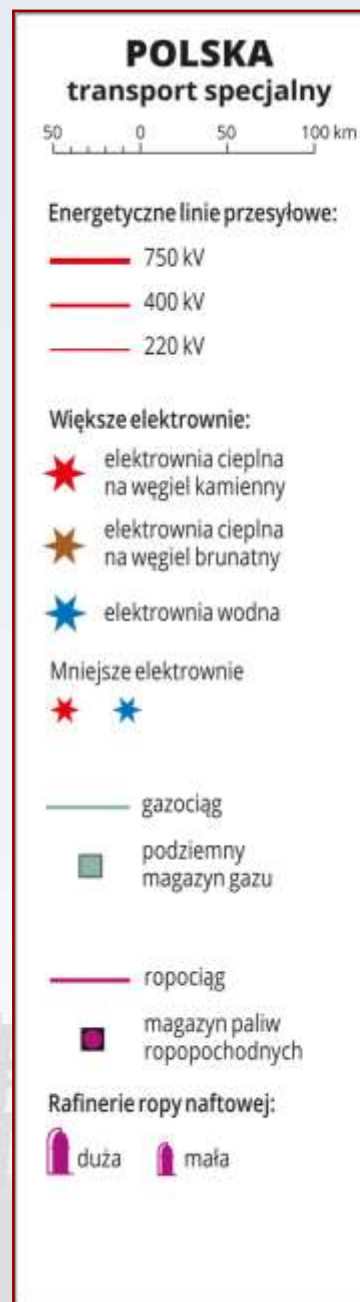 POLSKA
transport specjalny
50 0 50 100 km
Energetyczne linie przesyłowe:
750 kV
400 kV
220 kV
Większe elektrownie:
elektrownia cieplna
na węgiel kamienny
elektrownia cieplna
na węgiel brunatny
elektrownia wodna
Mniejsze elektrownie
gazociąg
podziemny
magazyn gazu
ropociąg
magazyn paliw
ropopochodnych
Rafinerie ropy naftowej:
duża mała